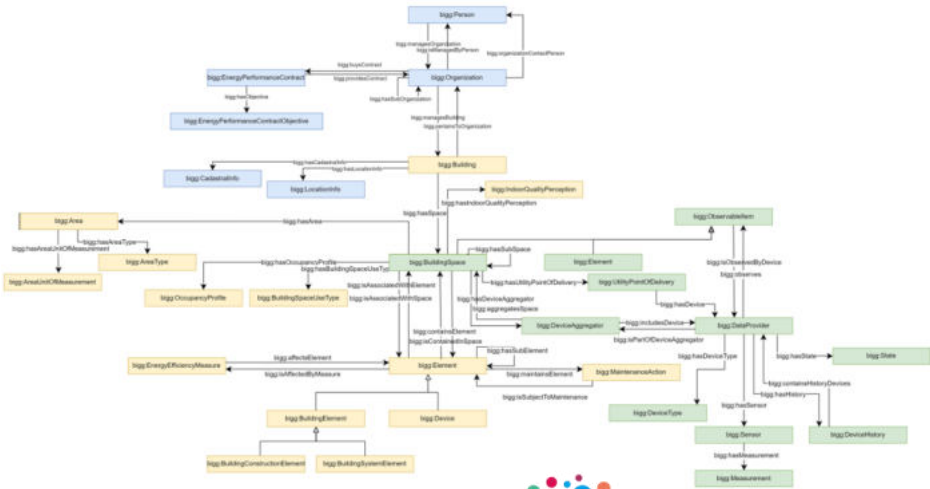 bigg:Person
bigg:managesOrganization
bigg:isManagedByPerson
bigg:organizationContactPerson
bigg:buysContract
bigg:EnergyPerformanceContract
bigg:providesContract
bigg:Organization
bigg:hasObjective
bigg:hasSubOrganization
bigg:EnergyPerformanceContractObjective
bigg:managesBuilding
bigg:pertainsToOrganization
bigg:hasCadastralInfo
bigg:Building
bigg:hasLocationInfo
bigg:CadastralInfo
bigg:LocationInfo
bigg:IndoorQualityPerception
bigg:hasSpace
bigg:hasIndoorQualityPerception
bigg:Area
bigg:hasArea
bigg:ObservableItem
bigg:hasAreaType
bigg:hasAreaUnitOfMeasurement
bigg:hasSubSpace
bigg:AreaType
bigg:hasOccupancyProfile
bigg:BuildingSpace
bigg:Element
bigg:isObservedByDevice
bigg:hasBuildingSpaceUseType
bigg:observes
bigg:AreaUnitOfMeasurement
bigg:isAssociatedWithElement
bigg:hasUtilityPointOfDelivery
bigg:UtilityPointOfDelivery
bigg:isAssociatedWithSpace
bigg:OccupancyProfile
bigg:BuildingSpaceUseType
bigg:hasDeviceAggregator
bigg:aggregatesSpace
bigg:hasDevice
bigg:containsElement
bigg:DeviceAggregator
bigg:includesDevice
bigg:DataProvider
bigg:isContainedInSpace
bigg:isPartOfDeviceAggregator
bigg:hasSubElement
bigg:hasDeviceType
bigg:hasState
bigg:State
bigg:EnergyEfficiencyMeasure
bigg:affectsElement
bigg:Element
bigg:isAffectedByMeasure
bigg:maintainsElement
bigg:MaintenanceAction
bigg:containsHistoryDevices
bigg:hasHistory
bigg:isSubjectToMaintenance
bigg:hasSensor
bigg:BuildingElement
bigg:Device
bigg:DeviceType
bigg:Sensor
bigg:DeviceHistory
bigg:hasMeasurement
bigg:BuildingConstructionElement
bigg:BuildingSystemElement
bigg:Measurement